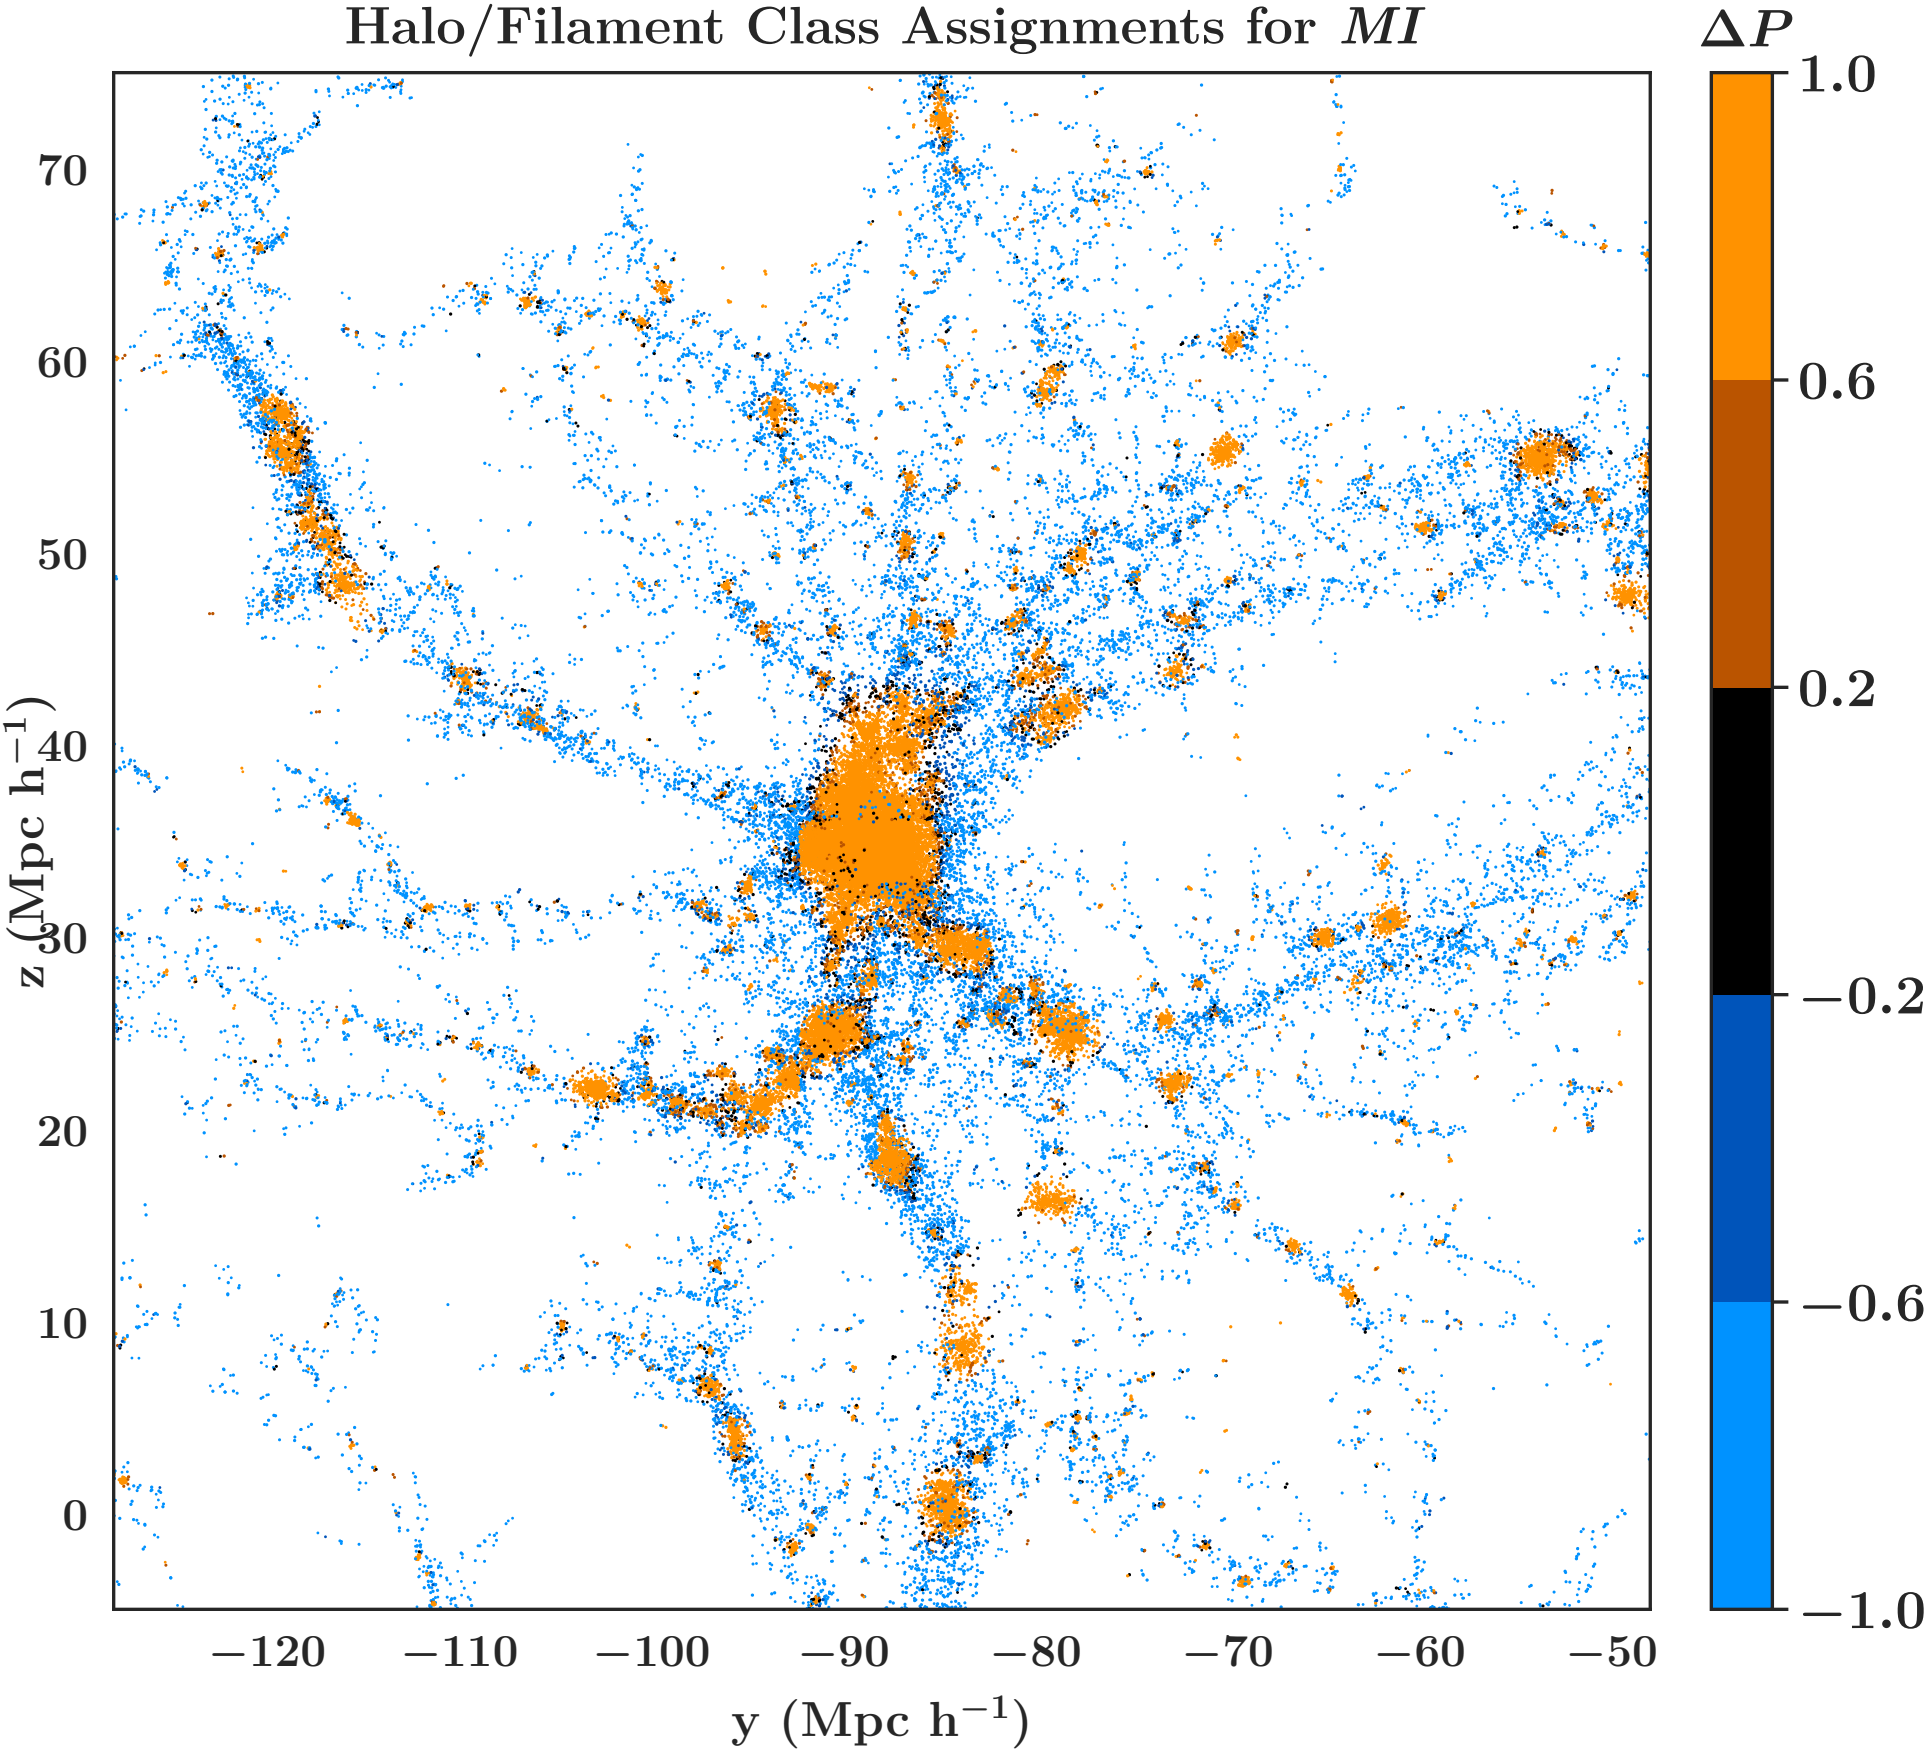 Halo/Filament Class Assignments for MI
ΔP
1.0
0.6
0.2
−0.2
−0.6
−1.0
70
60
50
40
30
20
10
0
z (Mpc h⁻¹)
−120 −110 −100 −90 −80 −70 −60 −50
y (Mpc h⁻¹)